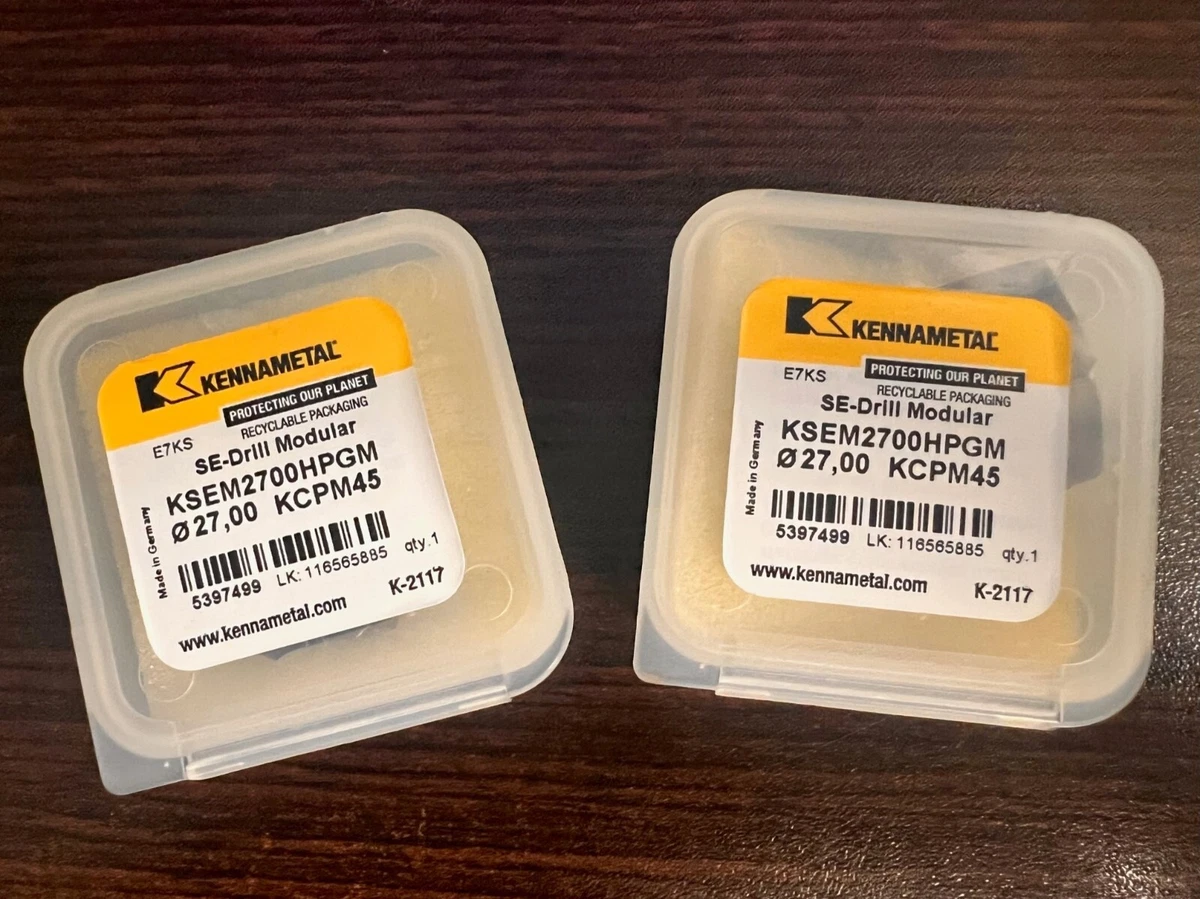 KENNAMETAL
PROTECTING OUR PLANET
E7KS
RECYCLABLE PACKAGING
SE-Drill Modular
KSEM2700HPGM
Ø 27,00 KCPM45
Made in Germany
5397499 LK: 116565885 qty.1
www.kennametal.com K-2117
KENNAMETAL
E7KS PROTECTING OUR PLANET
RECYCLABLE PACKAGING
SE-Drill Modular
KSEM2700HPGM
Ø 27,00 KCPM45
Made in Germany
5397499 LK: 116565885 qty.1
www.kennametal.com K-2117